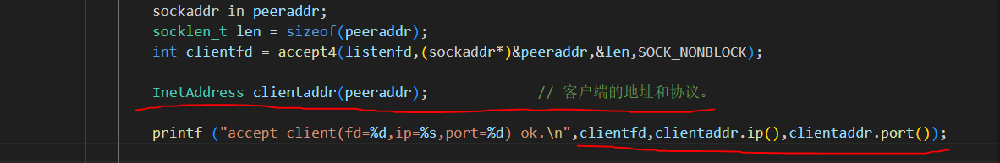 sockaddr_in peeraddr;
socklen_t len = sizeof(peeraddr);
int clientfd = accept4(listenfd,(sockaddr*)&peeraddr,&len,SOCK_NONBLOCK);
InetAddress clientaddr(peeraddr); // 客户端的地址和协议。
printf ("accept client(fd=%d,ip=%s,port=%d) ok.\n",clientfd,clientaddr.ip(),clientaddr.port());